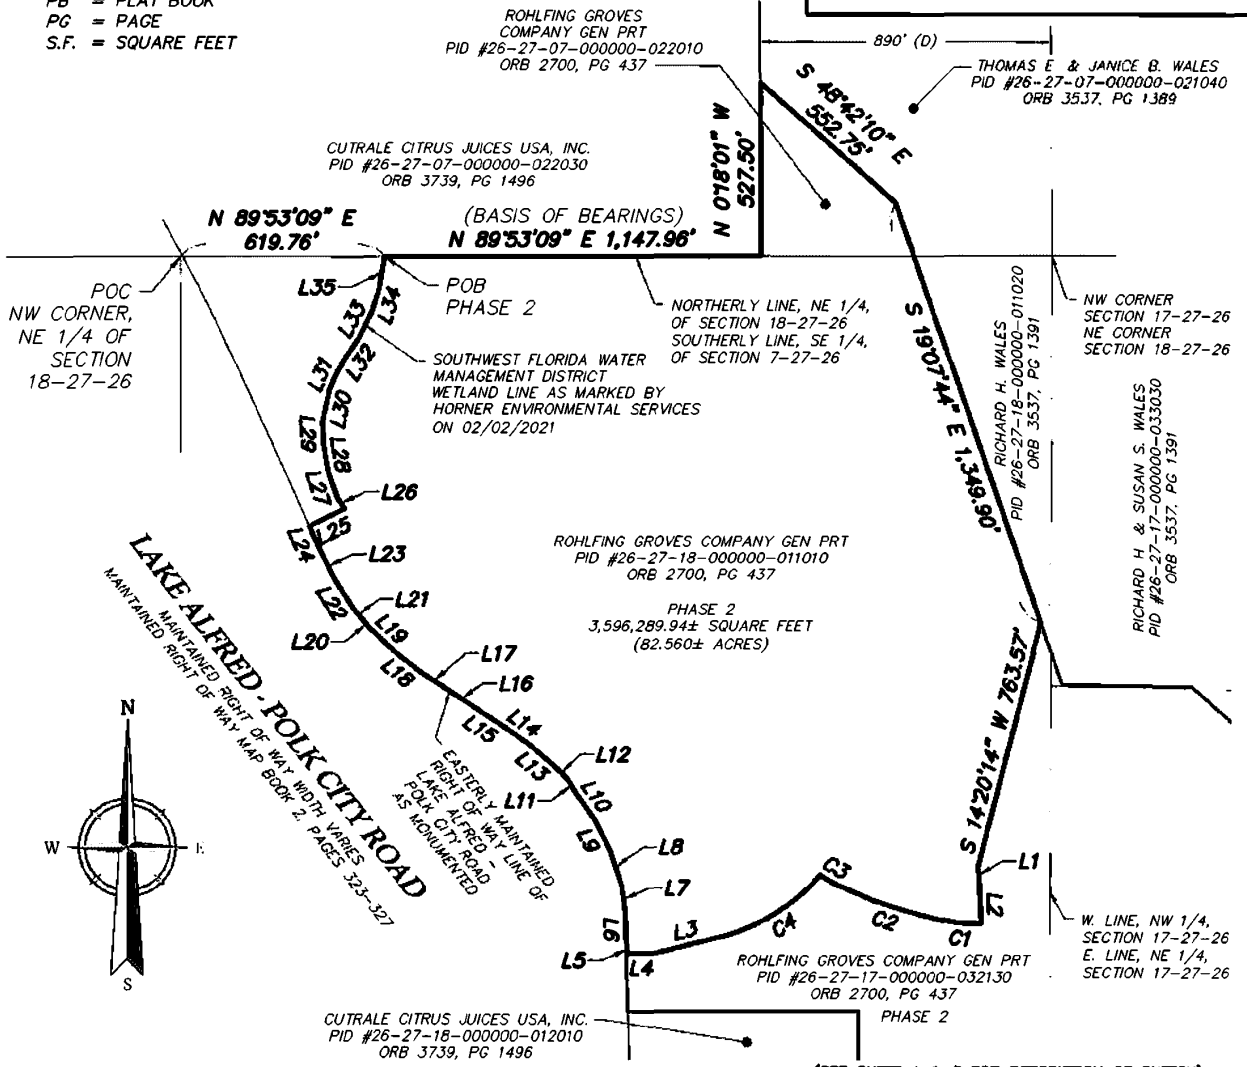 PB = PLAT BOOK
PG = PAGE
S.F. = SQUARE FEET
ROHLFING GROVES
COMPANY GEN PRT
PID #26-27-07-000000-022010
ORB 2700, PG 437
890' (D)
THOMAS E & JANICE B. WALES
PID #26-27-07-000000-021040
ORB 3537, PG 1389
S 48°42'10" E
552.75'
N 0°18'01" W
527.50'
CUTRALE CITRUS JUICES USA, INC.
PID #26-27-07-000000-022030
ORB 3739, PG 1496
N 89°53'09" E
619.76'
(BASIS OF BEARINGS)
N 89°53'09" E 1,147.96'
POC
NW CORNER,
NE 1/4 OF
SECTION
18-27-26
L35
POB
PHASE 2
L34
L33
L32
L31
L30
L29
L28
L27
L26
L25
L24
L23
L22
L21
L20
L19
L18
L17
L16
L15
L14
L13
L12
L11
L10
L9
L8
L7
L6
L5
L4
L3
C4
C3
C2
C1
L2
L1
NORTHERLY LINE, NE 1/4,
OF SECTION 18-27-26
SOUTHERLY LINE, SE 1/4,
OF SECTION 7-27-26
SOUTHWEST FLORIDA WATER
MANAGEMENT DISTRICT
WETLAND LINE AS MARKED BY
HORNER ENVIRONMENTAL SERVICES
ON 02/02/2021
S 19°07'44" E 1,349.90'
RICHARD H. WALES
PID #26-27-18-000000-011020
ORB 3537, PG 1391
NW CORNER
SECTION 17-27-26
NE CORNER
SECTION 18-27-26
RICHARD H & SUSAN S. WALES
PID #26-27-17-000000-033030
ORB 3537, PG 1391
ROHLFING GROVES COMPANY GEN PRT
PID #26-27-18-000000-011010
ORB 2700, PG 437
PHASE 2
3,596,289.94± SQUARE FEET
(82.560± ACRES)
S 14°20'14" W 763.57'
LAKE ALFRED - POLK CITY ROAD
MAINTAINED RIGHT OF WAY WIDTH VARIES
MAINTAINED RIGHT OF WAY MAP BOOK 2, PAGES 323-327
EASTERLY MAINTAINED
RIGHT OF WAY LINE OF
LAKE ALFRED -
POLK CITY ROAD
AS MONUMENTED
N
W
E
S
W. LINE, NW 1/4,
SECTION 17-27-26
E. LINE, NE 1/4,
SECTION 17-27-26
ROHLFING GROVES COMPANY GEN PRT
PID #26-27-17-000000-032130
ORB 2700, PG 437
PHASE 2
CUTRALE CITRUS JUICES USA, INC.
PID #26-27-18-000000-012010
ORB 3739, PG 1496